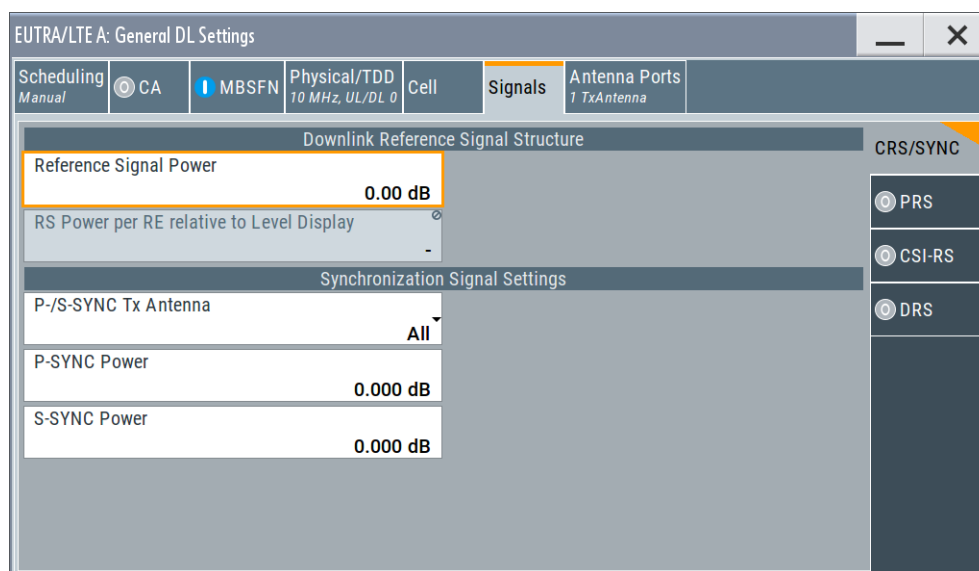 EUTRA/LTE A: General DL Settings
Scheduling
Manual
CA
MBSFN
Physical/TDD
10 MHz, UL/DL 0
Cell
Signals
Antenna Ports
1 TxAntenna
Downlink Reference Signal Structure
CRS/SYNC
Reference Signal Power
0.00 dB
PRS
RS Power per RE relative to Level Display
-
CSI-RS
Synchronization Signal Settings
P-/S-SYNC Tx Antenna
All
DRS
P-SYNC Power
0.000 dB
S-SYNC Power
0.000 dB